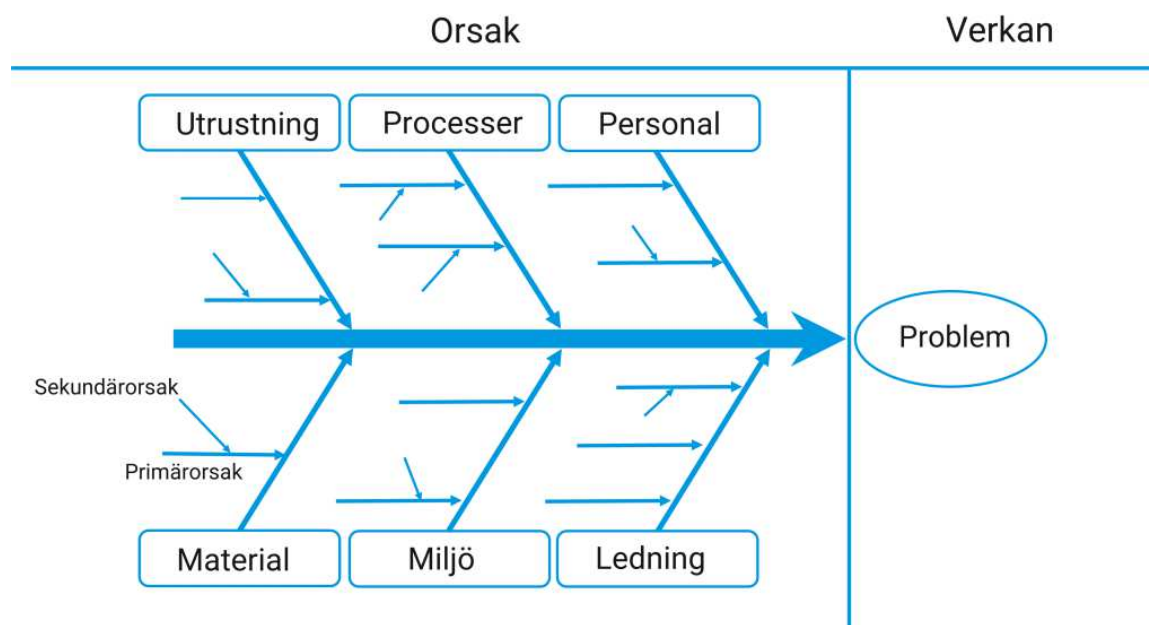 Orsak
Verkan
Utrustning
Processer
Personal
Problem
Sekundärorsak
Primärorsak
Material
Miljö
Ledning